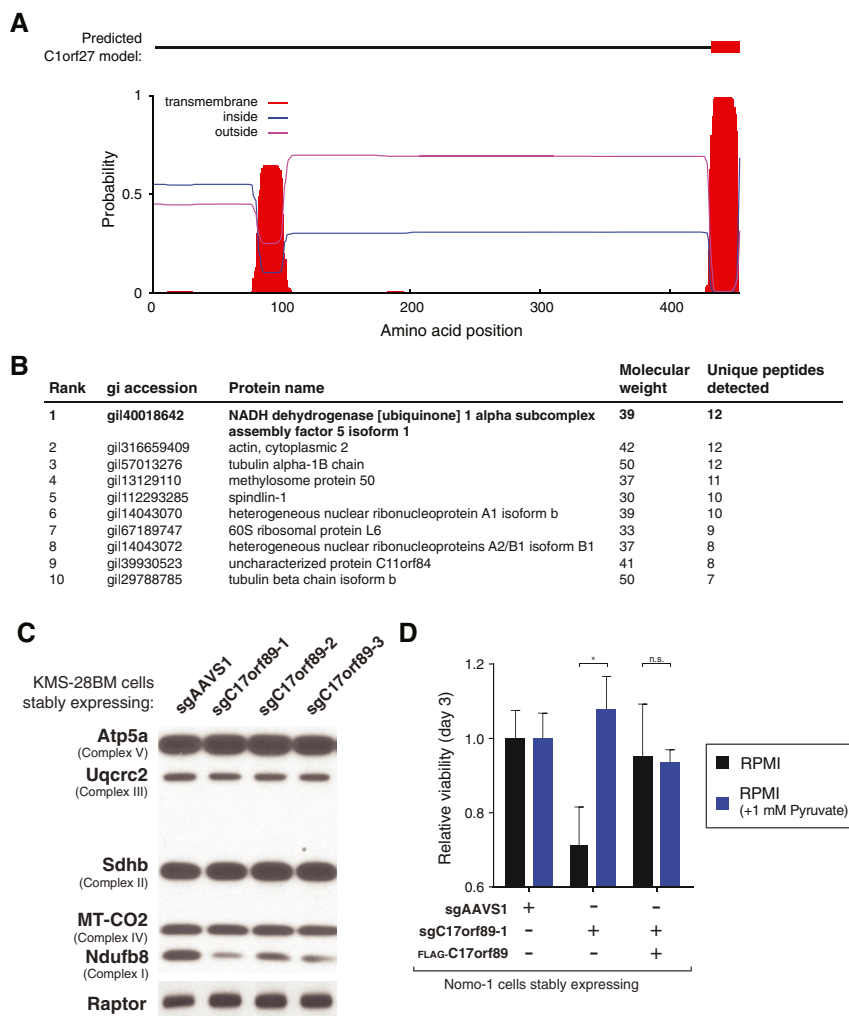 A
Predicted
C1orf27 model:
transmembrane
inside
outside
Probability
1
0.5
0
0 100 200 300 400
Amino acid position
B
Rank gi accession Protein name Molecular weight Unique peptides detected
1 gi|40018642 NADH dehydrogenase [ubiquinone] 1 alpha subcomplex 39 12
assembly factor 5 isoform 1
2 gi|316659409 actin, cytoplasmic 2 42 12
3 gi|57013276 tubulin alpha-1B chain 50 12
4 gi|13129110 methylosome protein 50 37 11
5 gi|112293285 spindlin-1 30 10
6 gi|14043070 heterogeneous nuclear ribonucleoprotein A1 isoform b 39 10
7 gi|67189747 60S ribosomal protein L6 33 9
8 gi|14043072 heterogeneous nuclear ribonucleoproteins A2/B1 isoform B1 37 8
9 gi|39930523 uncharacterized protein C11orf84 41 8
10 gi|29788785 tubulin beta chain isoform b 50 7
C
KMS-28BM cells
stably expressing:
sgAAVS1
sgC17orf89-1
sgC17orf89-2
sgC17orf89-3
Atp5a
(Complex V)
Uqcrc2
(Complex III)
Sdhb
(Complex II)
MT-CO2
(Complex IV)
Ndufb8
(Complex I)
Raptor
D
Relative viability (day 3)
1.2
1.0
0.8
0.6
*
n.s.
RPMI
RPMI
(+1 mM Pyruvate)
sgAAVS1 + - -
sgC17orf89-1 - + +
FLAG-C17orf89 - - +
Nomo-1 cells stably expressing